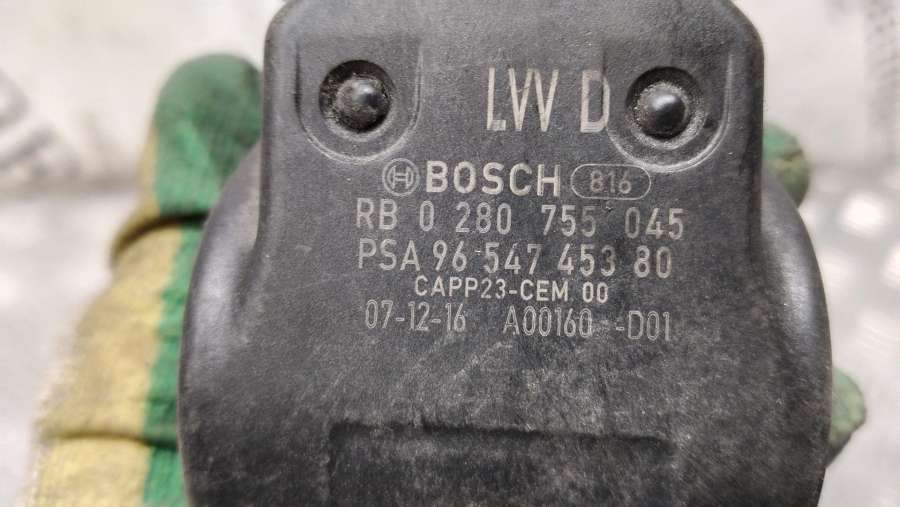 LVV D
BOSCH 816
RB 0 280 755 045
PSA 96 547 453 80
CAPP23-CEM 00
07-12-16 A00160 -D01